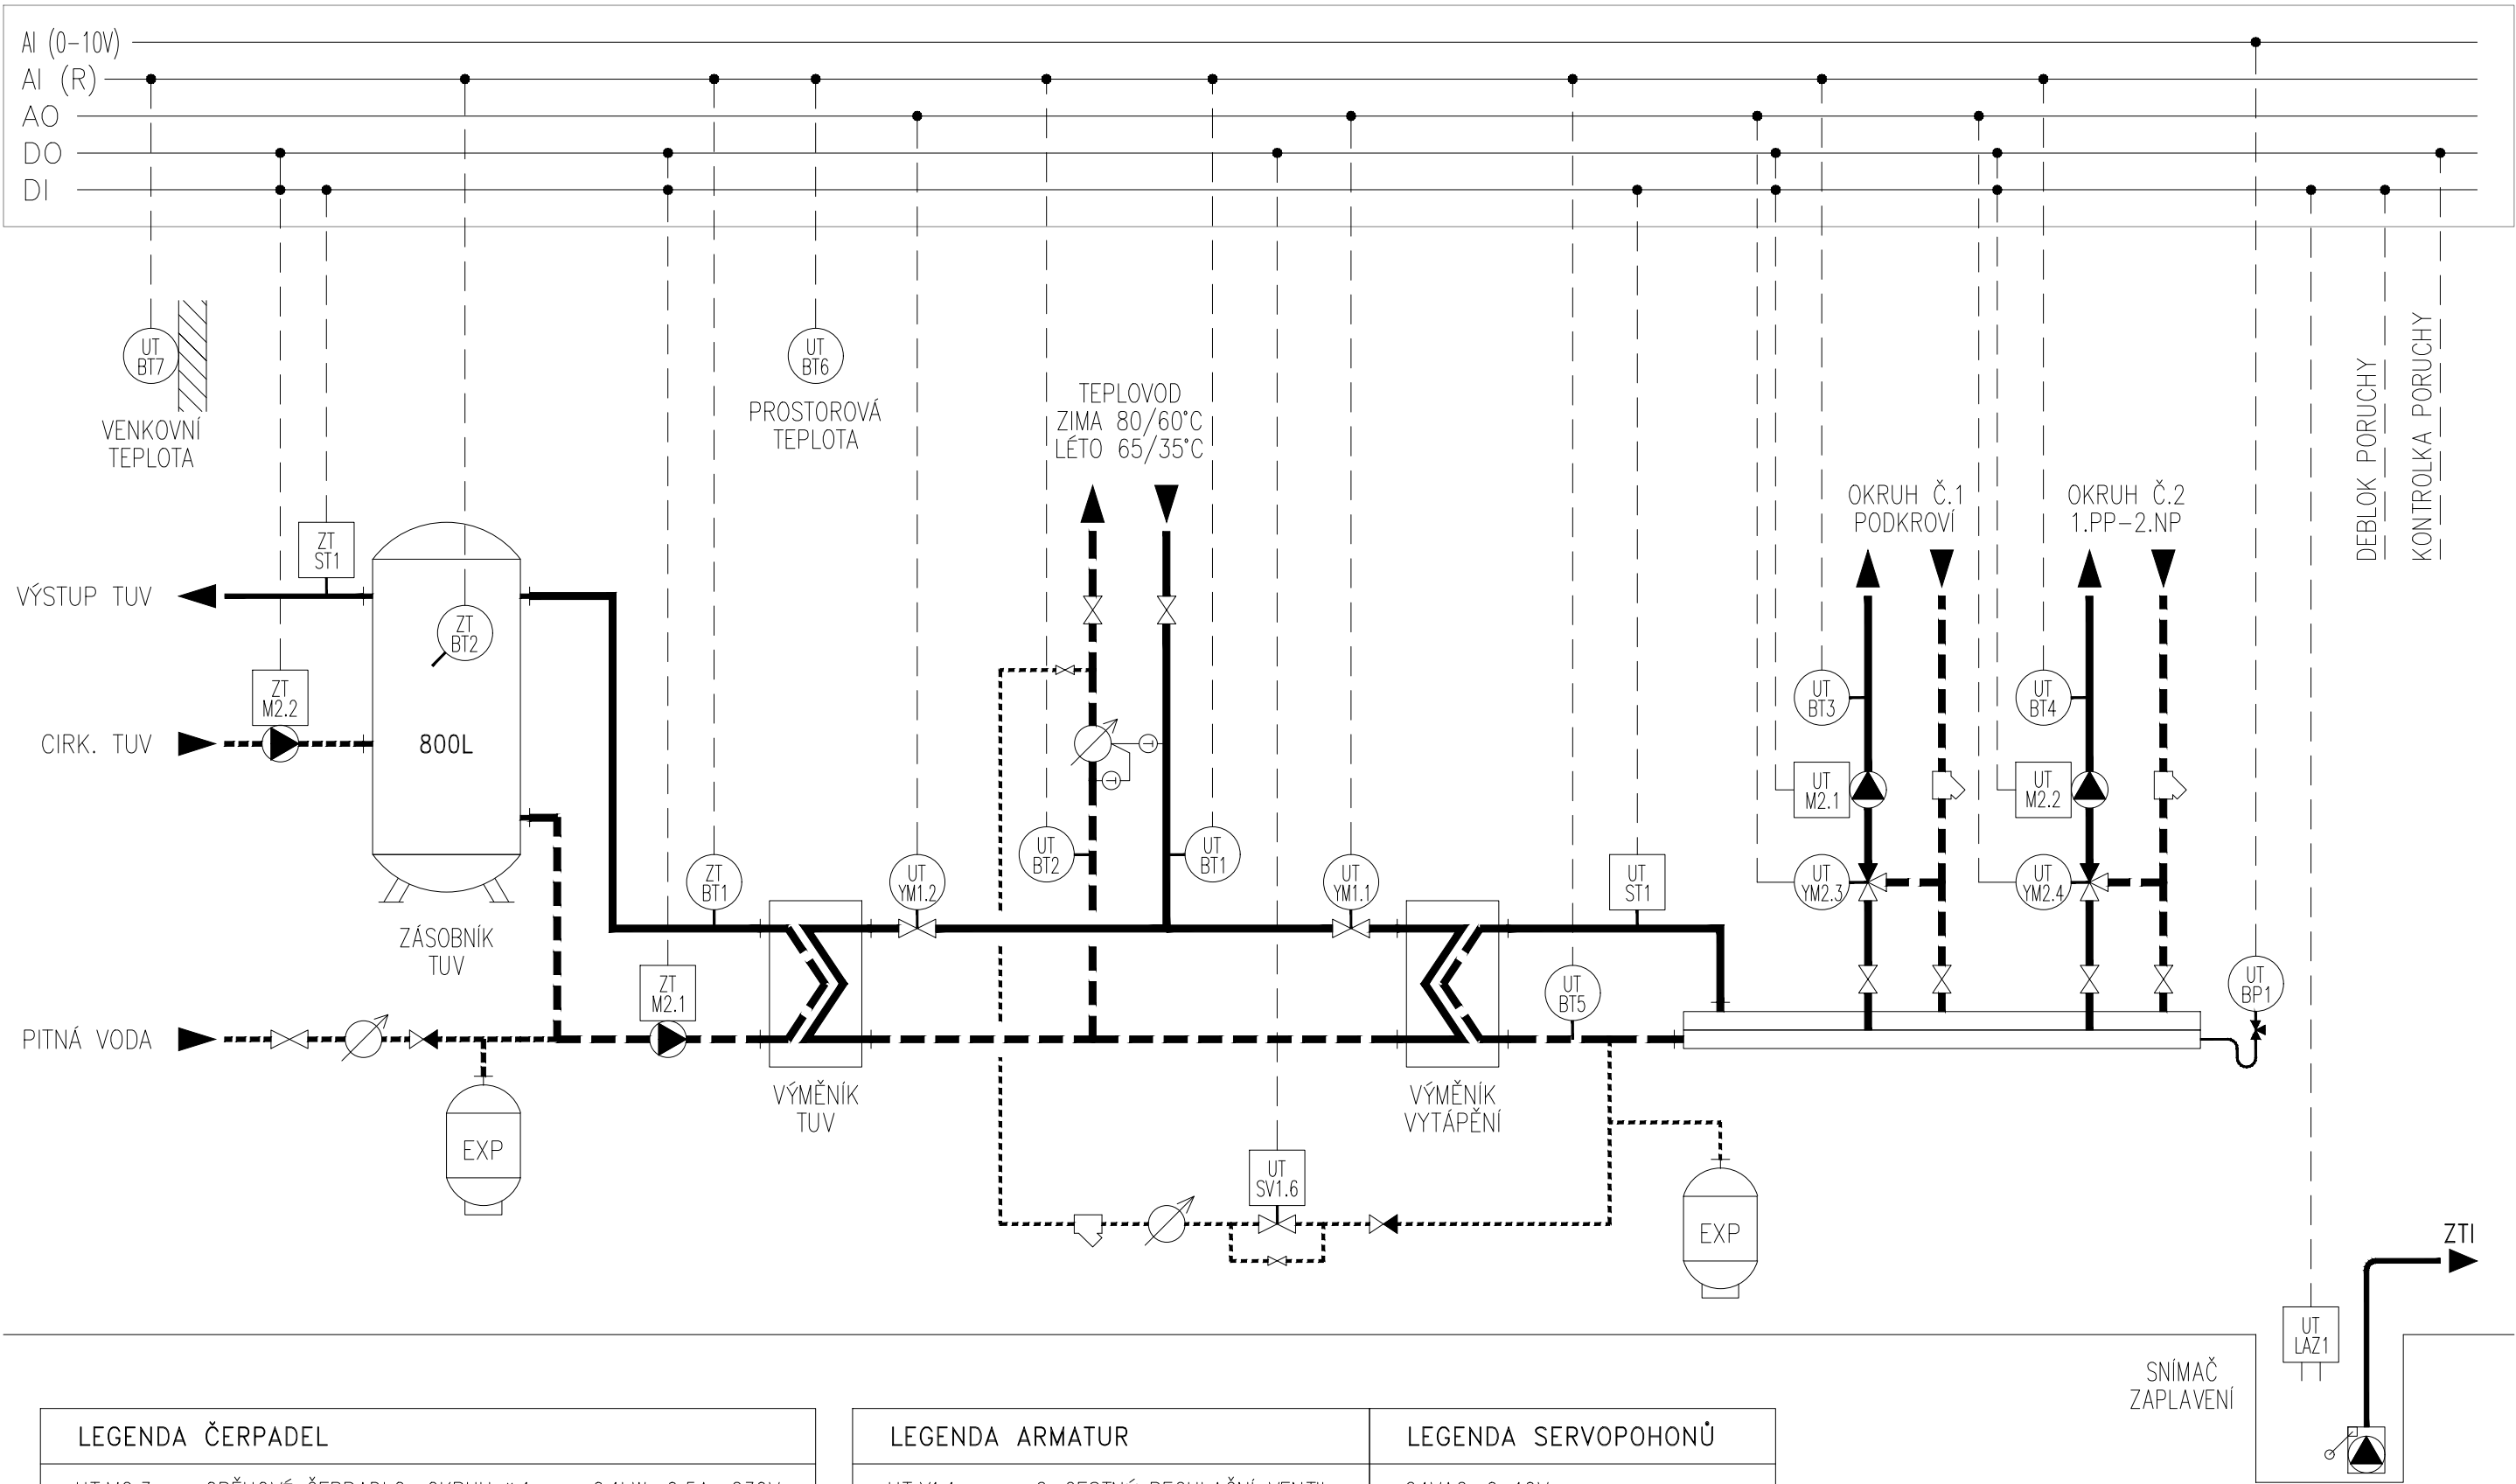 AI (0-10V)
AI (R)
AO
DO
DI
UT
BT7
VENKOVNÍ
TEPLOTA
UT
BT6
PROSTOROVÁ
TEPLOTA
TEPLOVOD
ZIMA 80/60°C
LÉTO 65/35°C
DEBLOK PORUCHY
KONTROLKA PORUCHY
OKRUH Č.1
PODKROVÍ
OKRUH Č.2
1.PP-2.NP
ZT
ST1
VÝSTUP TUV
ZT
BT2
ZT
M2.2
CIRK. TUV
800L
UT
BT3
UT
BT4
T
T
UT
M2.1
UT
M2.2
UT
BT2
UT
BT1
ZT
BT1
UT
YM1.2
UT
YM1.1
UT
ST1
UT
YM2.3
UT
YM2.4
ZÁSOBNÍK
TUV
ZT
M2.1
UT
BT5
UT
BP1
PITNÁ VODA
VÝMĚNÍK
TUV
VÝMĚNÍK
VYTÁPĚNÍ
EXP
UT
SV1.6
EXP
ZTI
UT
LAZ1
SNÍMAČ
ZAPLAVENÍ
LEGENDA ČERPADEL
LEGENDA ARMATUR
LEGENDA SERVOPOHONŮ